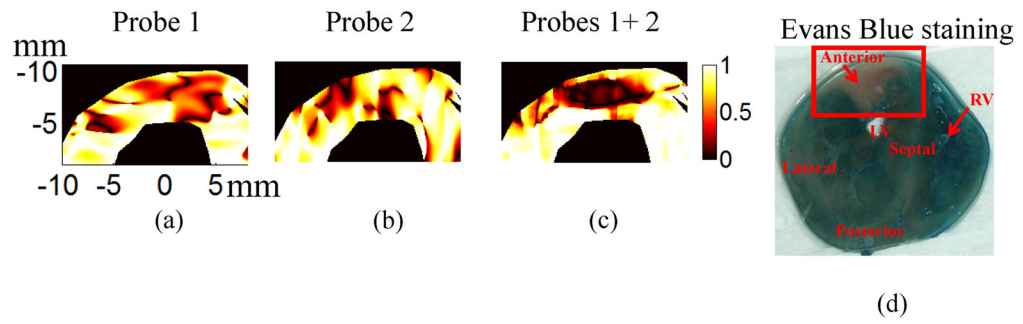 Probe 1
Probe 2
Probes 1+ 2
Evans Blue staining
mm
-10
-5
-10 -5 0 5 mm
1
0.5
0
Anterior
RV
LV
Septal
Lateral
Posterior
(a)
(b)
(c)
(d)